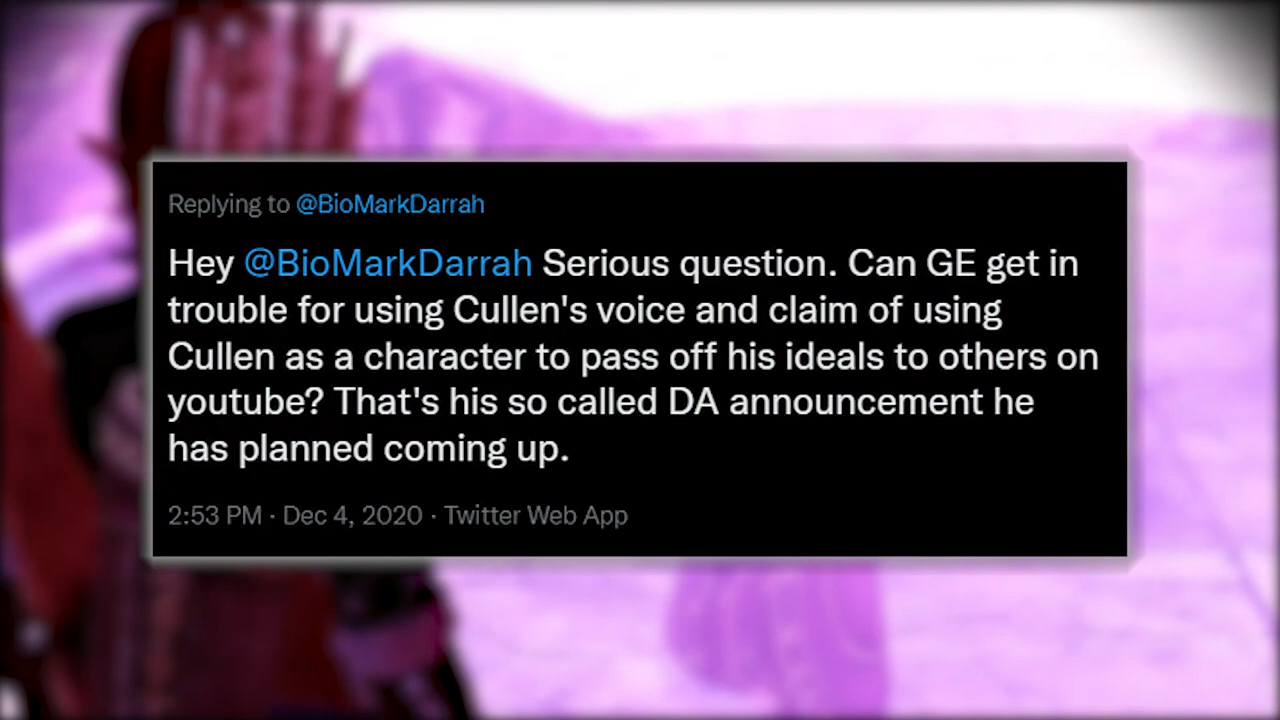 Replying to @BioMarkDarrah
Hey @BioMarkDarrah Serious question. Can GE get in
trouble for using Cullen's voice and claim of using
Cullen as a character to pass off his ideals to others on
youtube? That's his so called DA announcement he
has planned coming up.
2:53 PM · Dec 4, 2020 · Twitter Web App